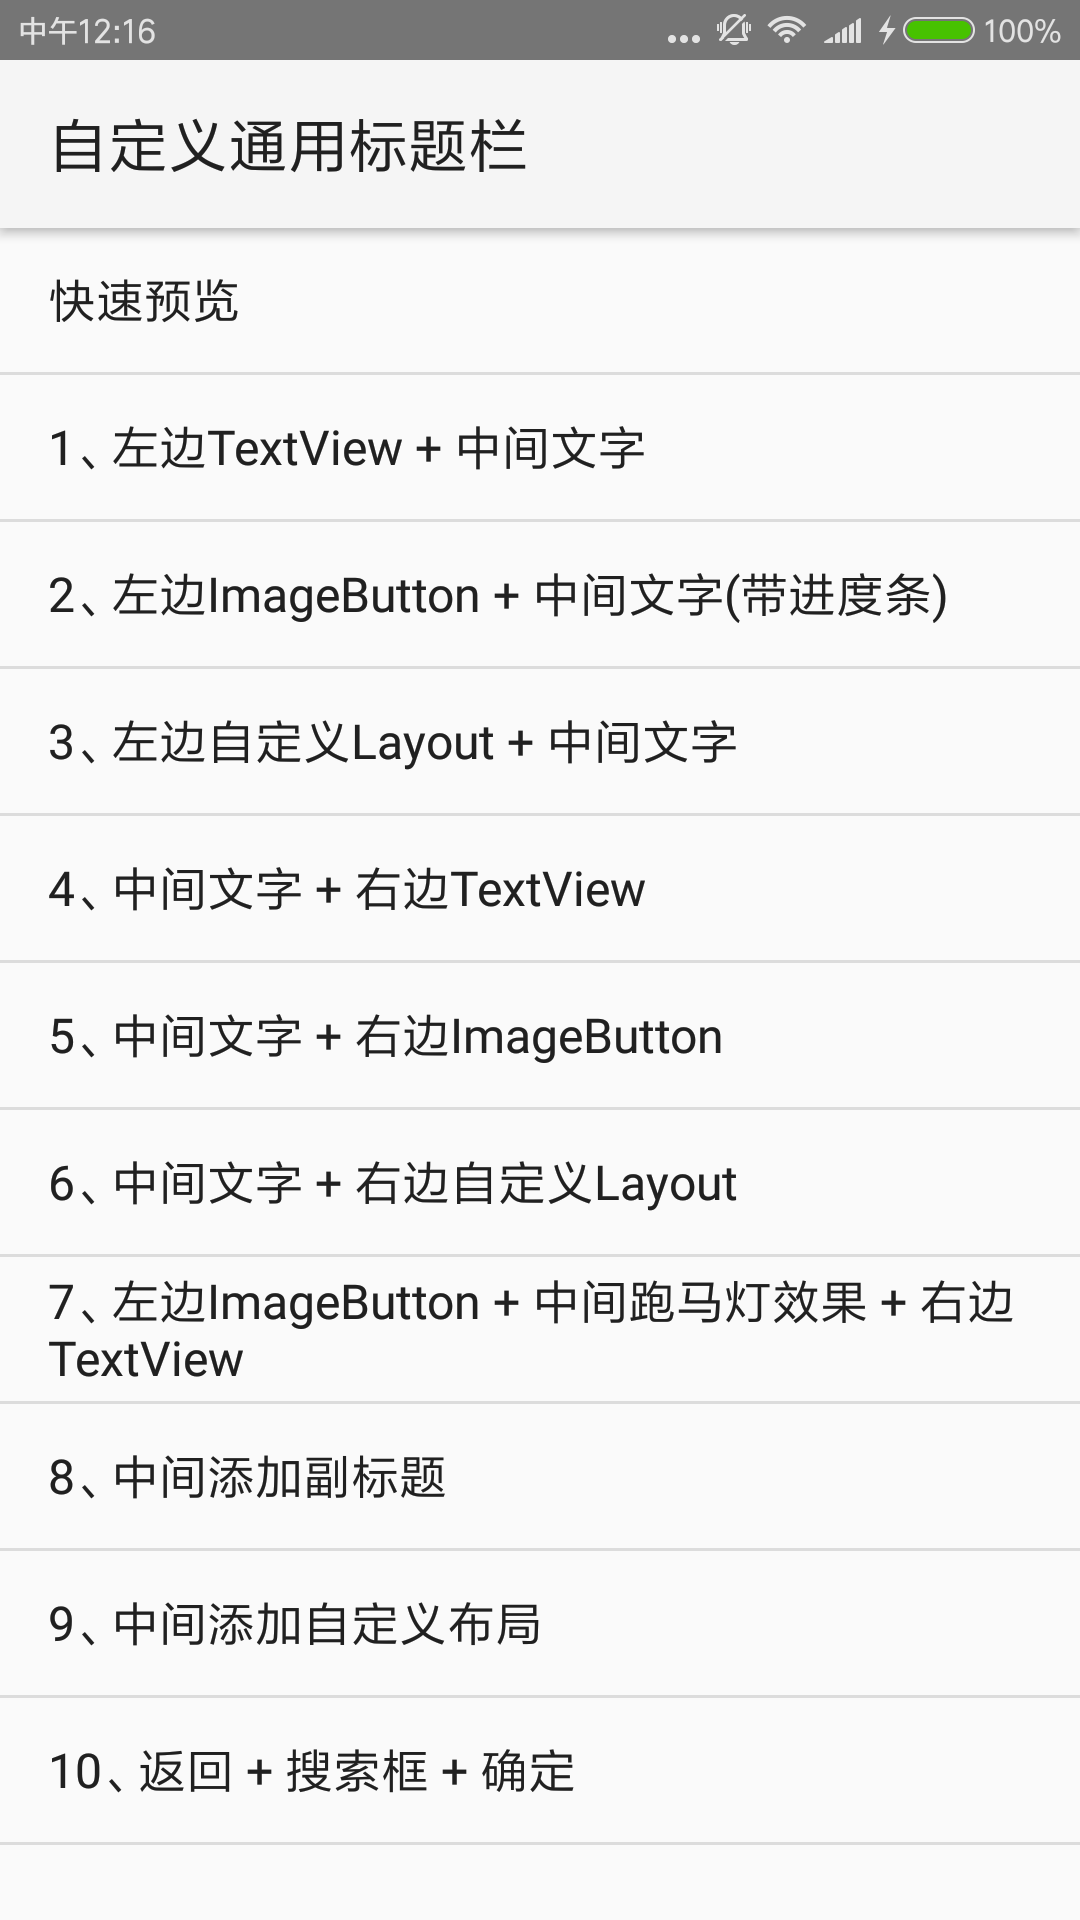 中午12:16
100%
自定义通用标题栏
快速预览
1、左边TextView + 中间文字
2、左边ImageButton + 中间文字(带进度条)
3、左边自定义Layout + 中间文字
4、中间文字 + 右边TextView
5、中间文字 + 右边ImageButton
6、中间文字 + 右边自定义Layout
7、左边ImageButton + 中间跑马灯效果 + 右边
TextView
8、中间添加副标题
9、中间添加自定义布局
10、返回 + 搜索框 + 确定